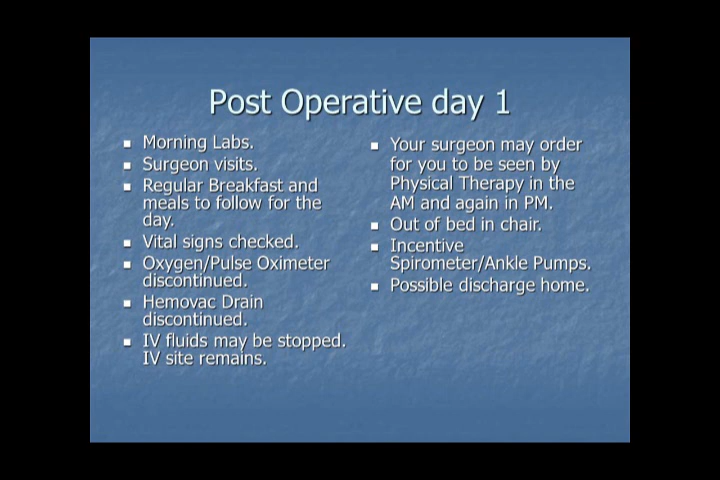 Post Operative day 1
Morning Labs.
Surgeon visits.
Regular Breakfast and
meals to follow for the
day.
Vital signs checked.
Oxygen/Pulse Oximeter
discontinued.
Hemovac Drain
discontinued.
IV fluids may be stopped.
IV site remains.
Your surgeon may order
for you to be seen by
Physical Therapy in the
AM and again in PM.
Out of bed in chair.
Incentive
Spirometer/Ankle Pumps.
Possible discharge home.